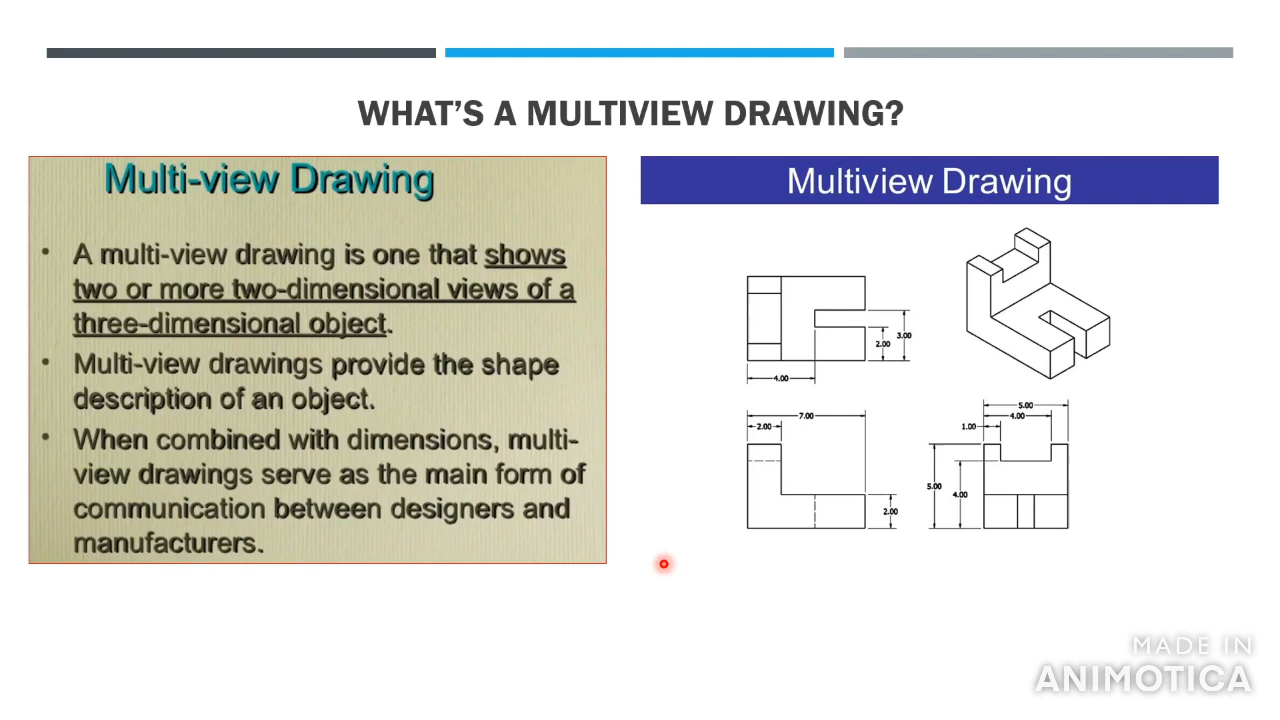 WHAT'S A MULTIVIEW DRAWING?
Multi-view Drawing
• A multi-view drawing is one that shows
two or more two-dimensional views of a
three-dimensional object.
• Multi-view drawings provide the shape
description of an object.
• When combined with dimensions, multi-
view drawings serve as the main form of
communication between designers and
manufacturers.
Multiview Drawing
3.00
2.00
4.00
7.00
2.00
2.00
5.00
4.00
1.00
5.00
4.00
MADE IN
ANIMOTICA